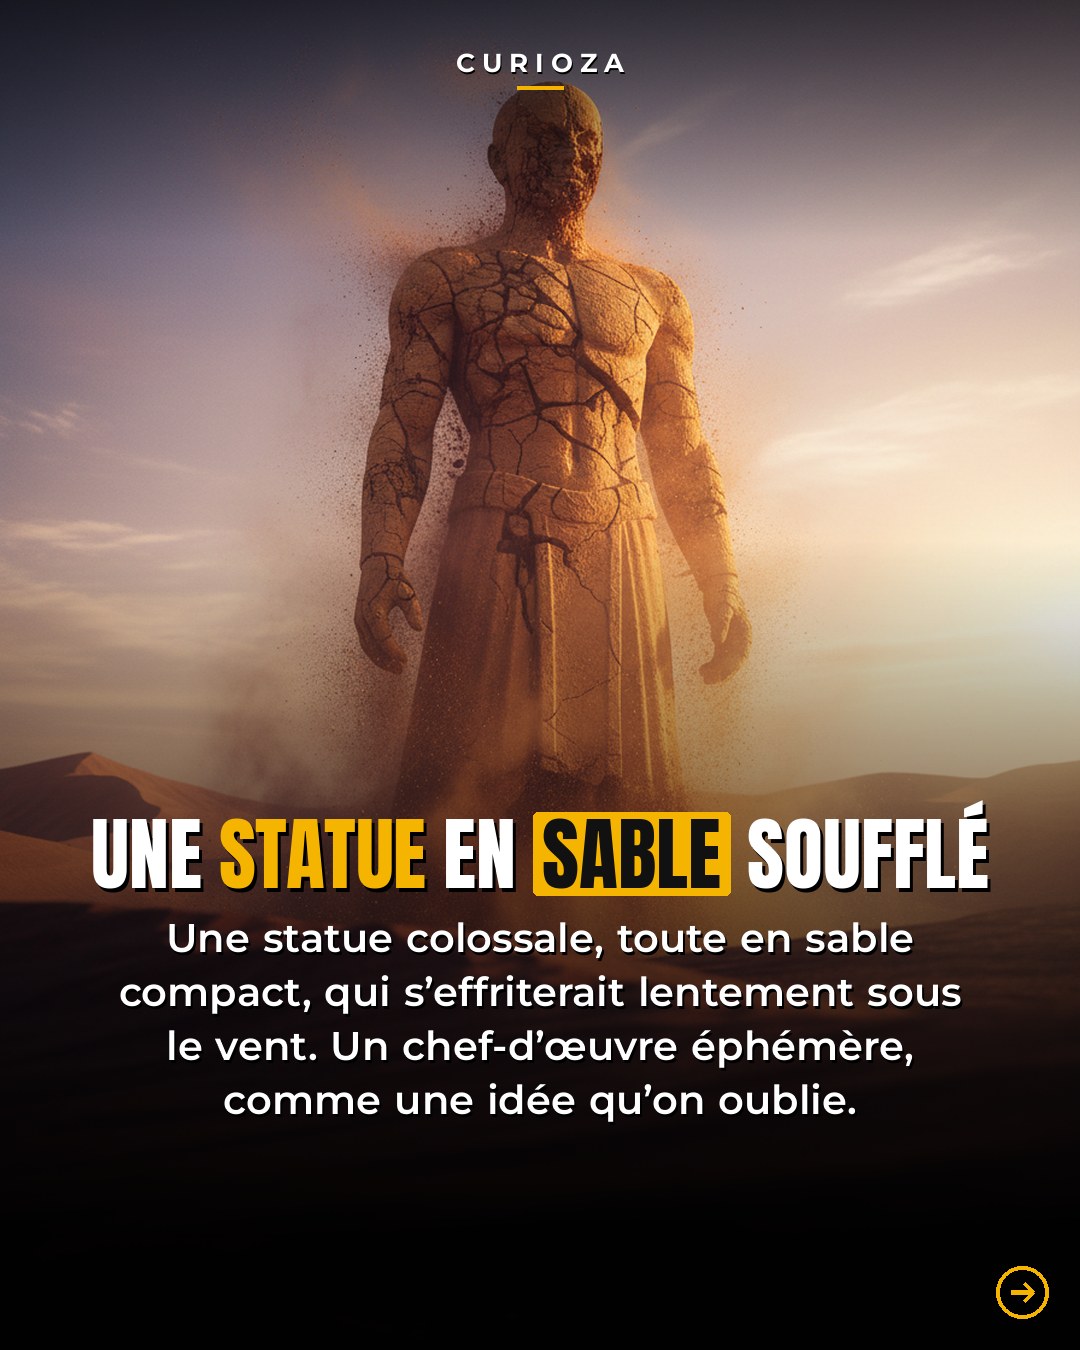 CURIOZA
UNE STATUE EN SABLE SOUFFLÉ
Une statue colossale, toute en sable
compact, qui s’effriterait lentement sous
le vent. Un chef-d’œuvre éphémère,
comme une idée qu’on oublie.